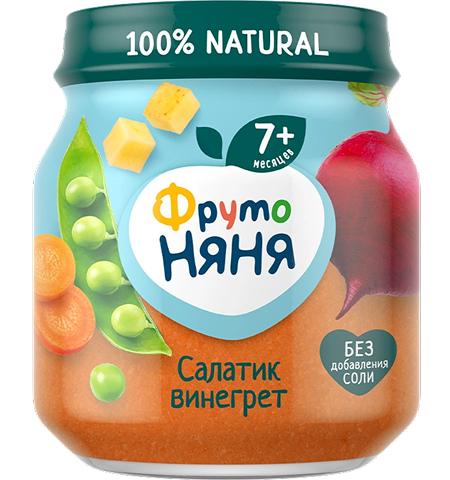 100% NATURAL
7+
месяцев
Фруто
НЯНЯ
Салатик
винегрет
БЕЗ
добавления
СОЛИ